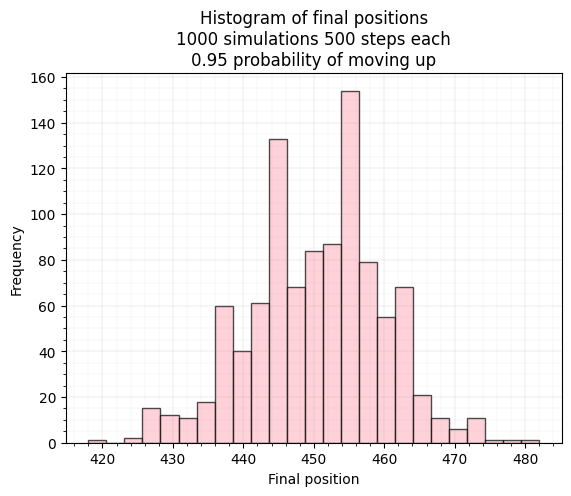 Histogram of final positions
1000 simulations 500 steps each
0.95 probability of moving up
160
140
120
100
80
60
40
20
0
Frequency
420 430 440 450 460 470 480
Final position